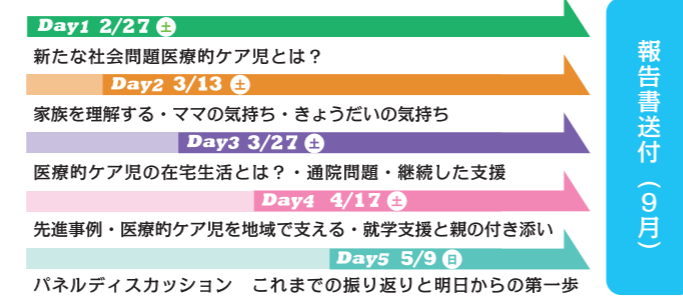 Day1 2/27 土
新たな社会問題医療的ケア児とは？
Day2 3/13 土
家族を理解する・ママの気持ち・きょうだいの気持ち
Day3 3/27 土
医療的ケア児の在宅生活とは？・通院問題・継続した支援
Day4 4/17 土
先進事例・医療的ケア児を地域で支える・就学支援と親の付き添い
Day5 5/9 日
パネルディスカッション これまでの振り返りと明日からの第一歩
報告書送付（9月）